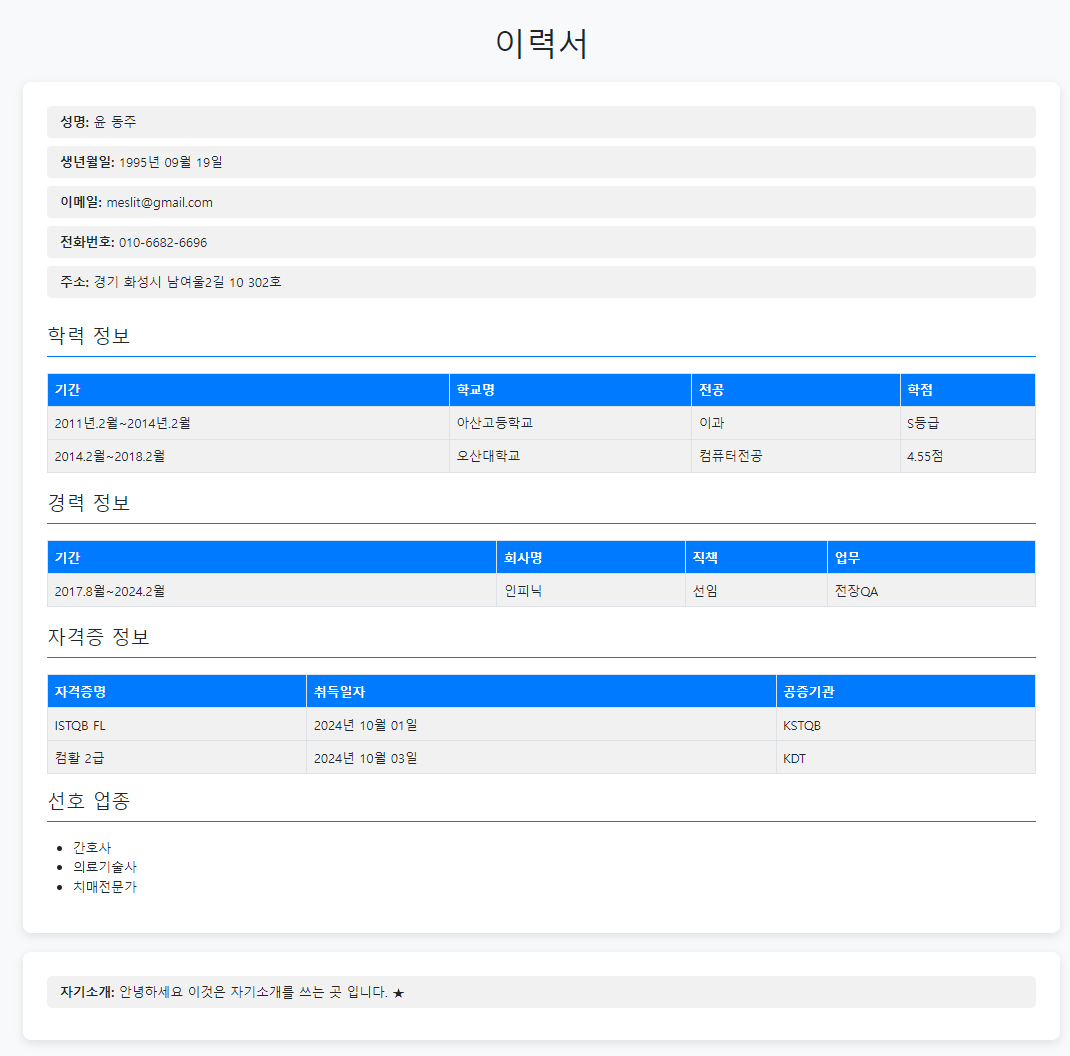 이력서
성명: 윤 동주
생년월일: 1995년 09월 19일
이메일: meslit@gmail.com
전화번호: 010-6682-6696
주소: 경기 화성시 남여울2길 10 302호
학력 정보
기간 학교명 전공 학점
2011년.2월~2014년.2월 아산고등학교 이과 S등급
2014.2월~2018.2월 오산대학교 컴퓨터전공 4.55점
경력 정보
기간 회사명 직책 업무
2017.8월~2024.2월 인피닉 선임 전장QA
자격증 정보
자격증명 취득일자 공증기관
ISTQB FL 2024년 10월 01일 KSTQB
컴활 2급 2024년 10월 03일 KDT
선호 업종
• 간호사
• 의료기술사
• 치매전문가
자기소개: 안녕하세요 이것은 자기소개를 쓰는 곳 입니다. ★